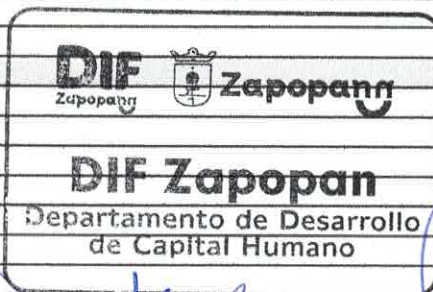 DIF Zapopan
Zapopan
DIF Zapopan
Departamento de Desarrollo
de Capital Humano